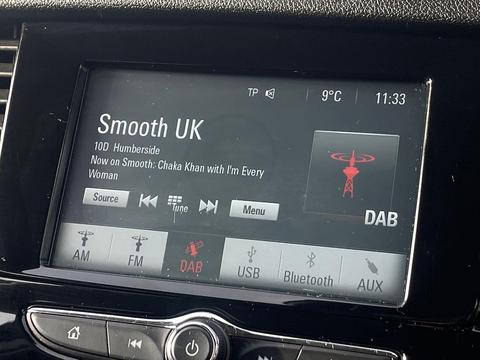 TP 9°C 11:33
Smooth UK
10D Humberside
Now on Smooth: Chaka Khan with I'm Every
Woman
Source Tune Menu
DAB
AM FM DAB USB Bluetooth AUX